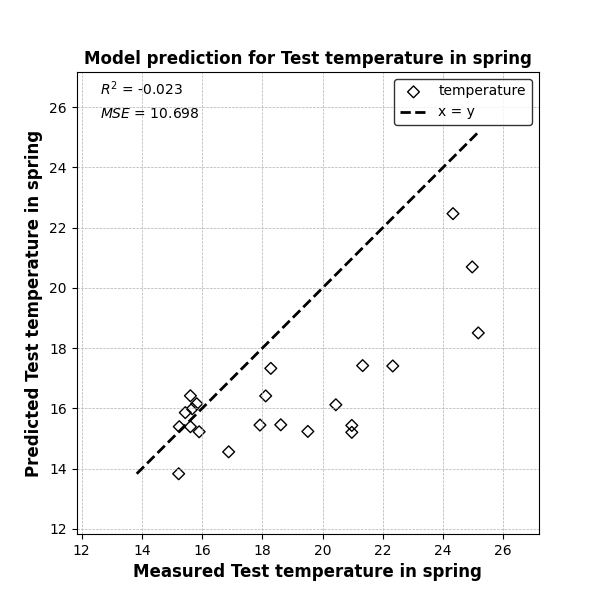 Model prediction for Test temperature in spring
R² = -0.023
MSE = 10.698
temperature
x = y
26
24
22
20
18
16
14
12
12 14 16 18 20 22 24 26
Predicted Test temperature in spring
Measured Test temperature in spring